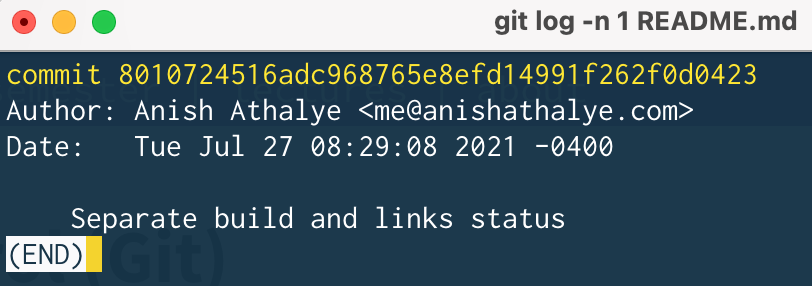 git log -n 1 README.md
commit 8010724516adc968765e8efd14991f262f0d0423
Author: Anish Athalye <me@anishathalye.com>
Date:   Tue Jul 27 08:29:08 2021 -0400
    Separate build and links status
(END)
(Git)